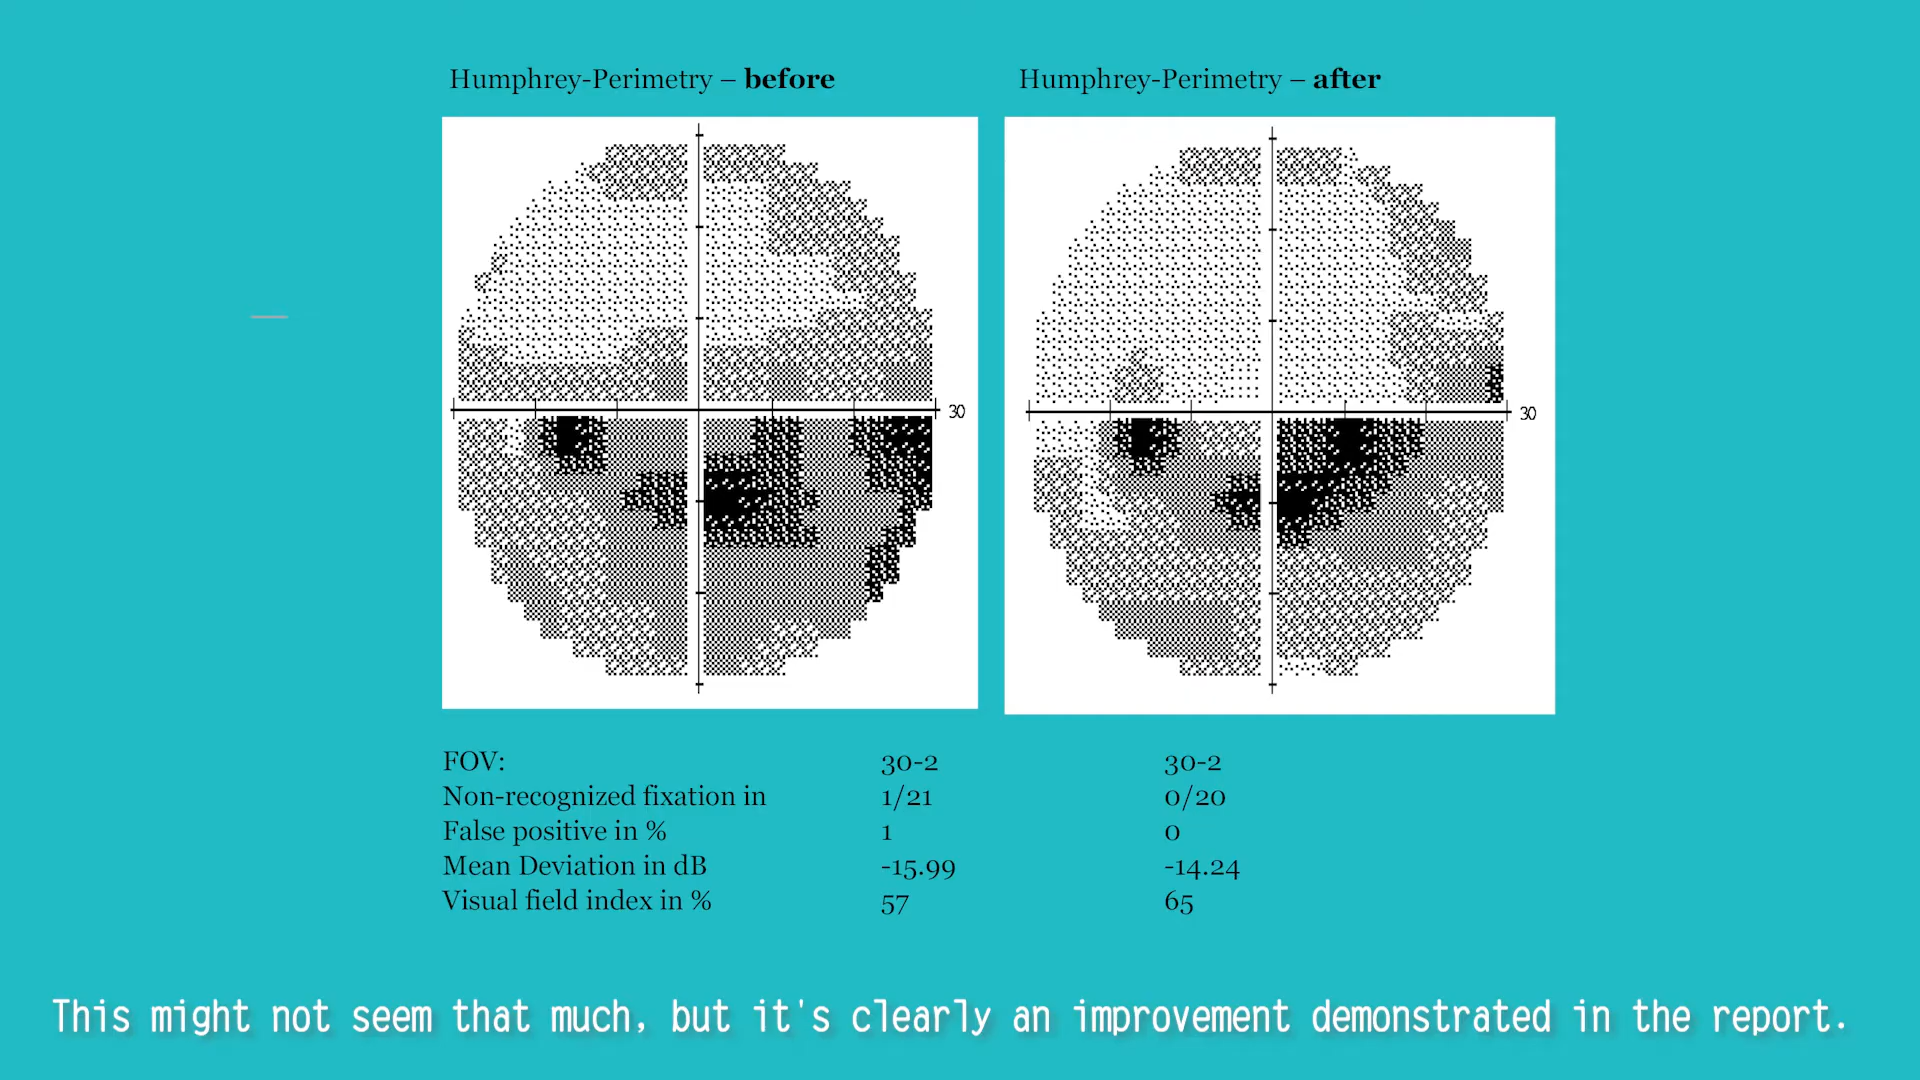 Humphrey-Perimetry – before
Humphrey-Perimetry – after
30
30
FOV: 30-2 30-2
Non-recognized fixation in 1/21 0/20
False positive in % 1 0
Mean Deviation in dB -15.99 -14.24
Visual field index in % 57 65
This might not seem that much, but it's clearly an improvement demonstrated in the report.